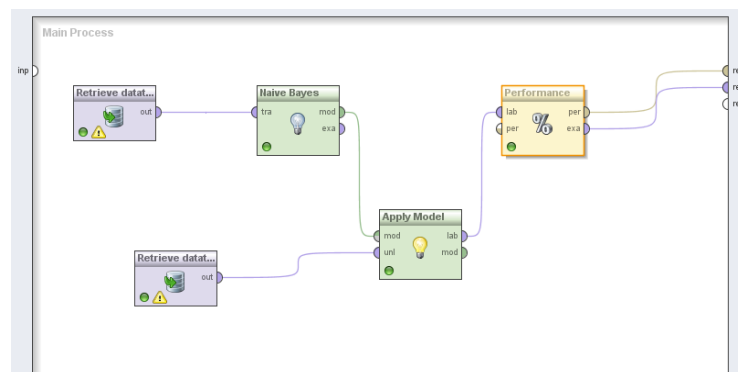 Main Process
inp
Retrieve datat...
out
Naive Bayes
tra
mod
exa
Performance
lab
per
per
%
exa
re
re
re
Apply Model
mod
lab
unl
mod
Retrieve datat...
out